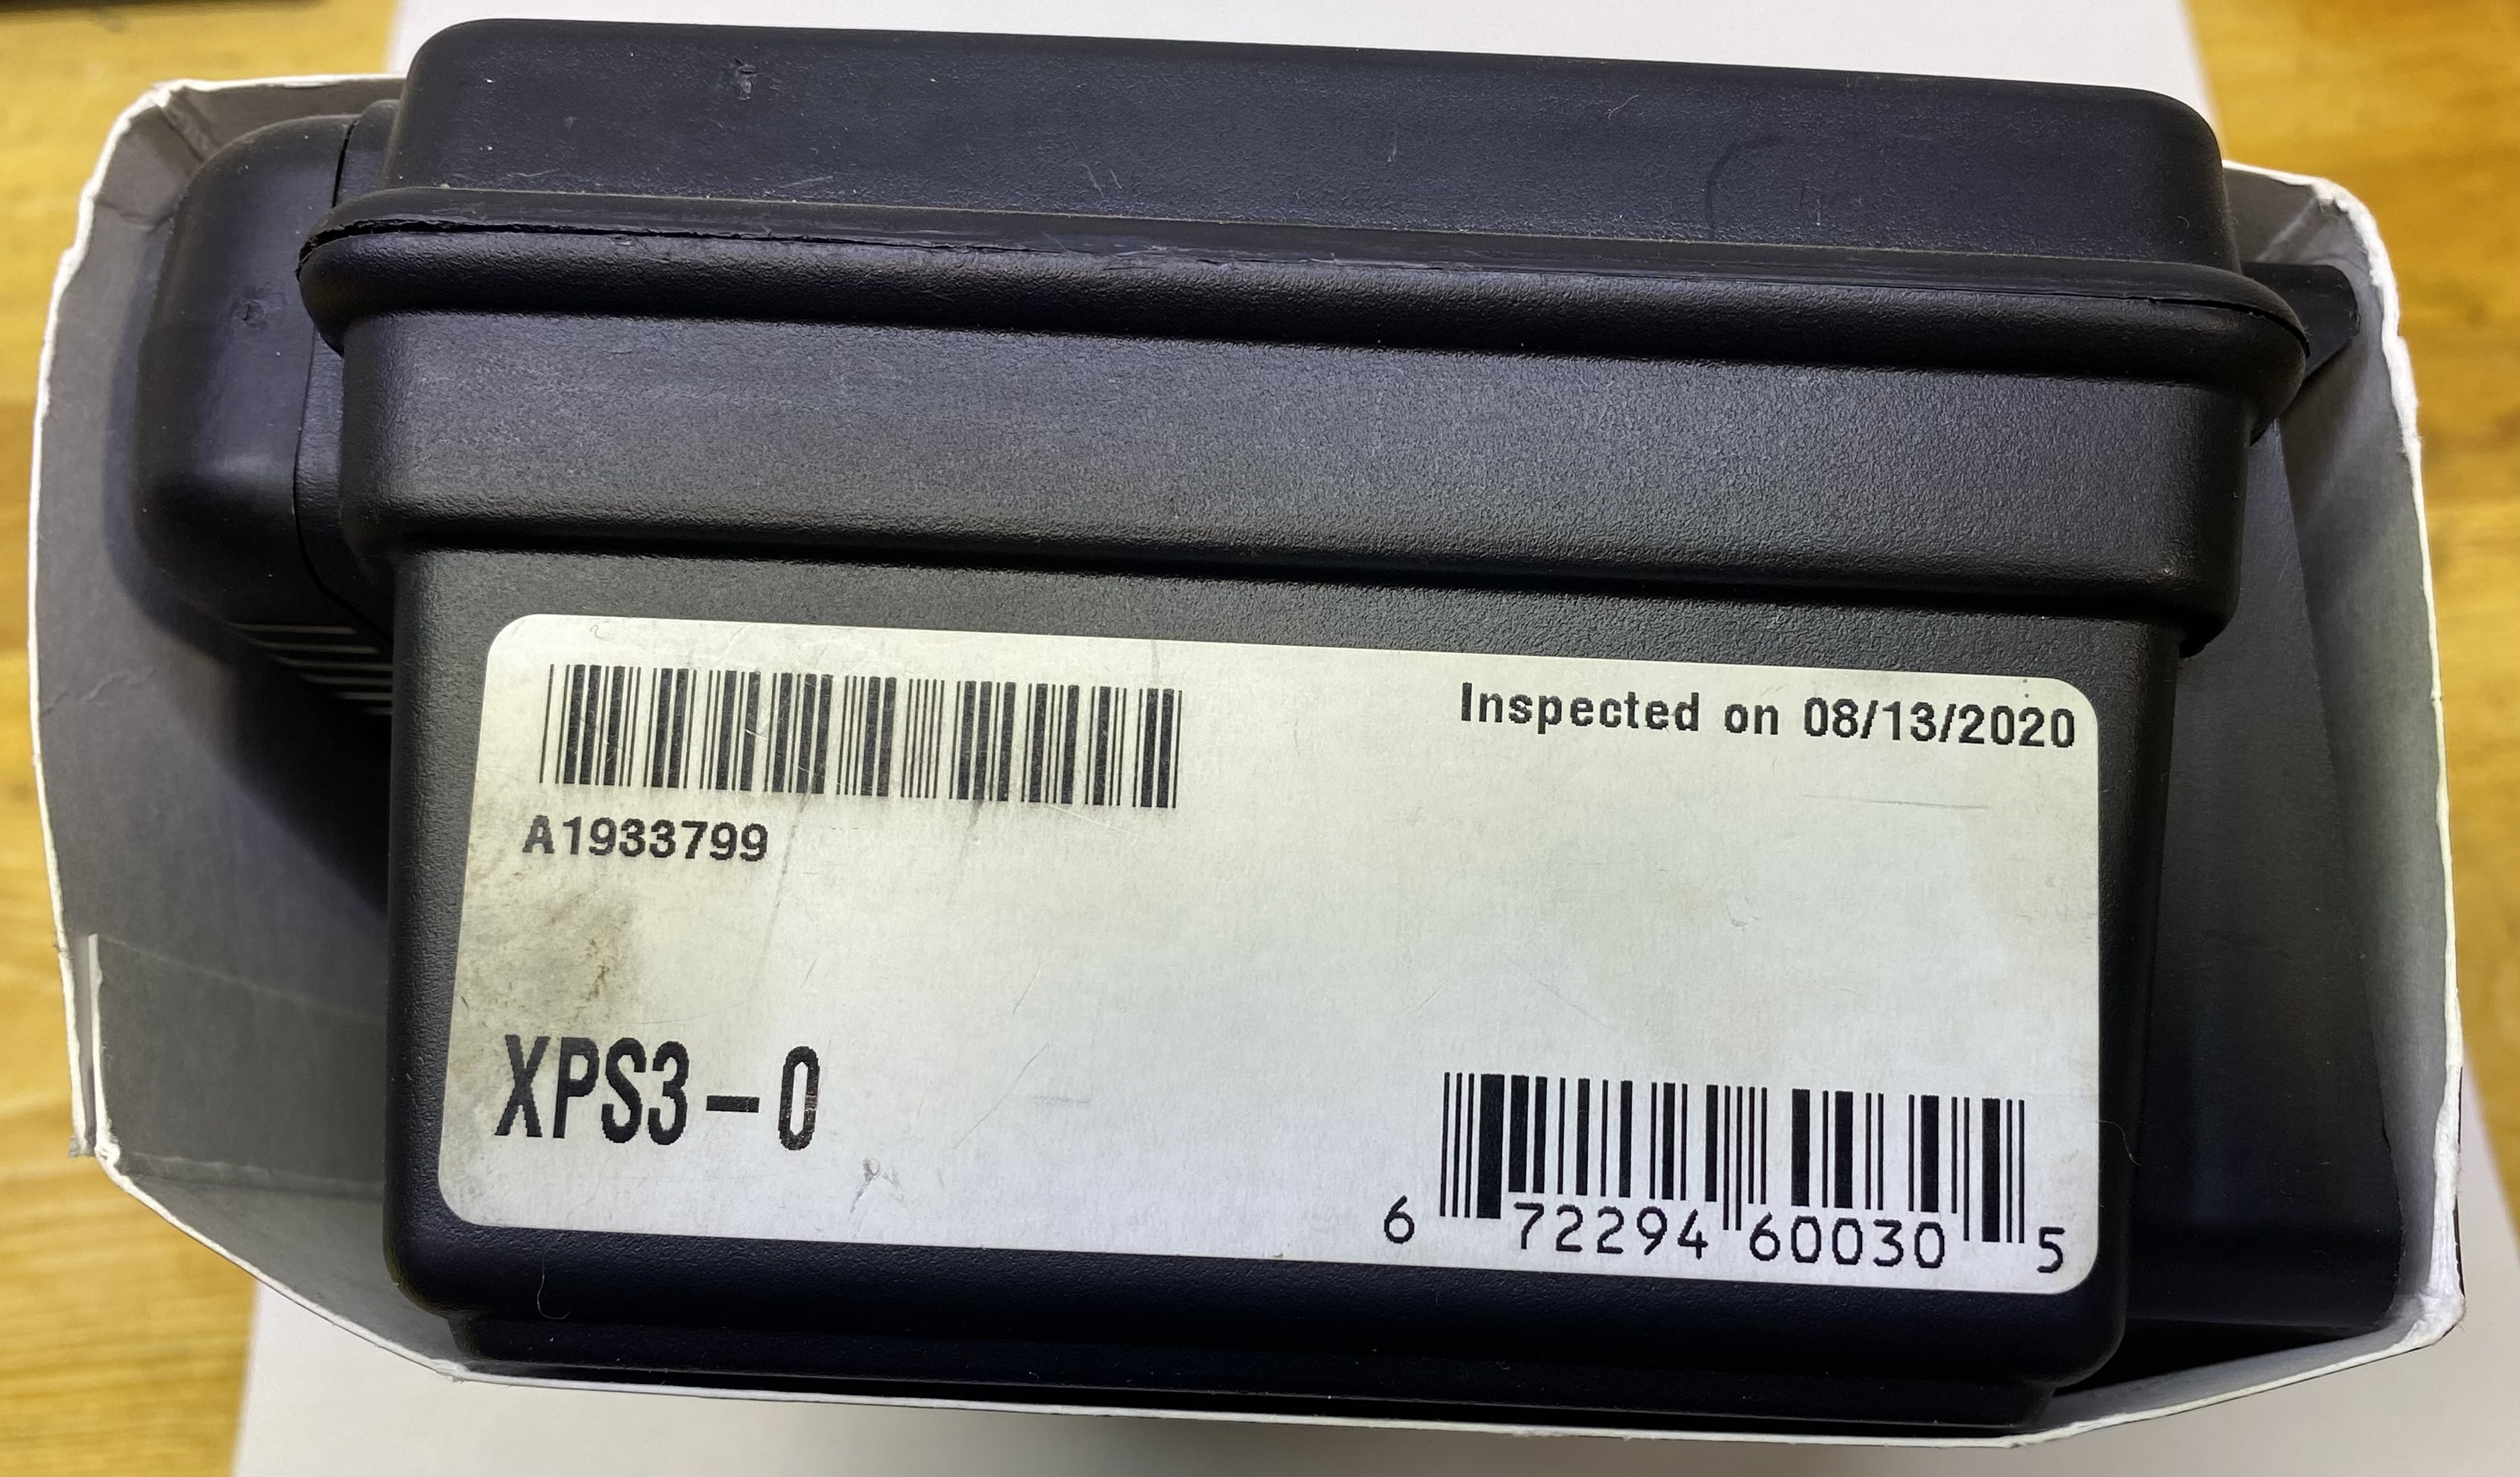 Inspected on 08/13/2020
A1933799
XPS3-0
6 72294 60030 5